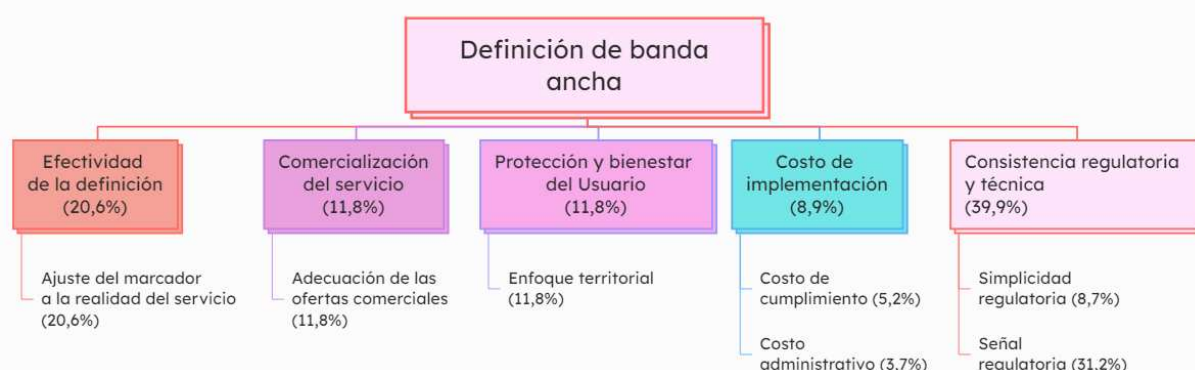 Definición de banda
ancha
Efectividad
de la definición
(20,6%)
Ajuste del marcador
a la realidad del servicio
(20,6%)
Comercialización
del servicio
(11,8%)
Adecuación de las
ofertas comerciales
(11,8%)
Protección y bienestar
del Usuario
(11,8%)
Enfoque territorial
(11,8%)
Costo de
implementación
(8,9%)
Costo de
cumplimiento (5,2%)
Costo
administrativo (3,7%)
Consistencia regulatoria
y técnica
(39,9%)
Simplicidad
regulatoria (8,7%)
Señal
regulatoria (31,2%)